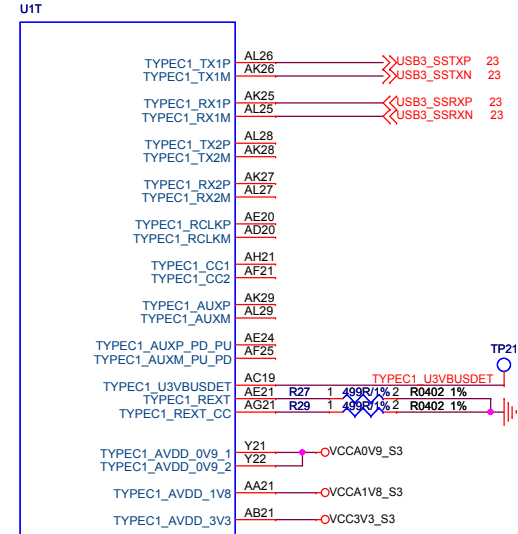 U1T
TYPEC1_TX1P AL26 USB3_SSTXP 23
TYPEC1_TX1M AK26 USB3_SSTXN 23
TYPEC1_RX1P AK25 USB3_SSRXP 23
TYPEC1_RX1M AL25 USB3_SSRXN 23
TYPEC1_TX2P AL28
TYPEC1_TX2M AK28
TYPEC1_RX2P AK27
TYPEC1_RX2M AL27
TYPEC1_RCLKP AE20
TYPEC1_RCLKM AD20
TYPEC1_CC1 AH21
TYPEC1_CC2 AF21
TYPEC1_AUXP AK29
TYPEC1_AUXM AL29
TYPEC1_AUXP_PD_PU AE24
TYPEC1_AUXM_PU_PD AF25
TP21
TYPEC1_U3VBUSDET AC19 TYPEC1_U3VBUSDET
TYPEC1_REXT AE21 R27 1 499R/1% 2 R0402 1%
TYPEC1_REXT_CC AG21 R29 1 499R/1% 2 R0402 1%
TYPEC1_AVDD_0V9_1 Y21 VCCA0V9_S3
TYPEC1_AVDD_0V9_2 Y22
TYPEC1_AVDD_1V8 AA21 VCCA1V8_S3
TYPEC1_AVDD_3V3 AB21 VCC3V3_S3